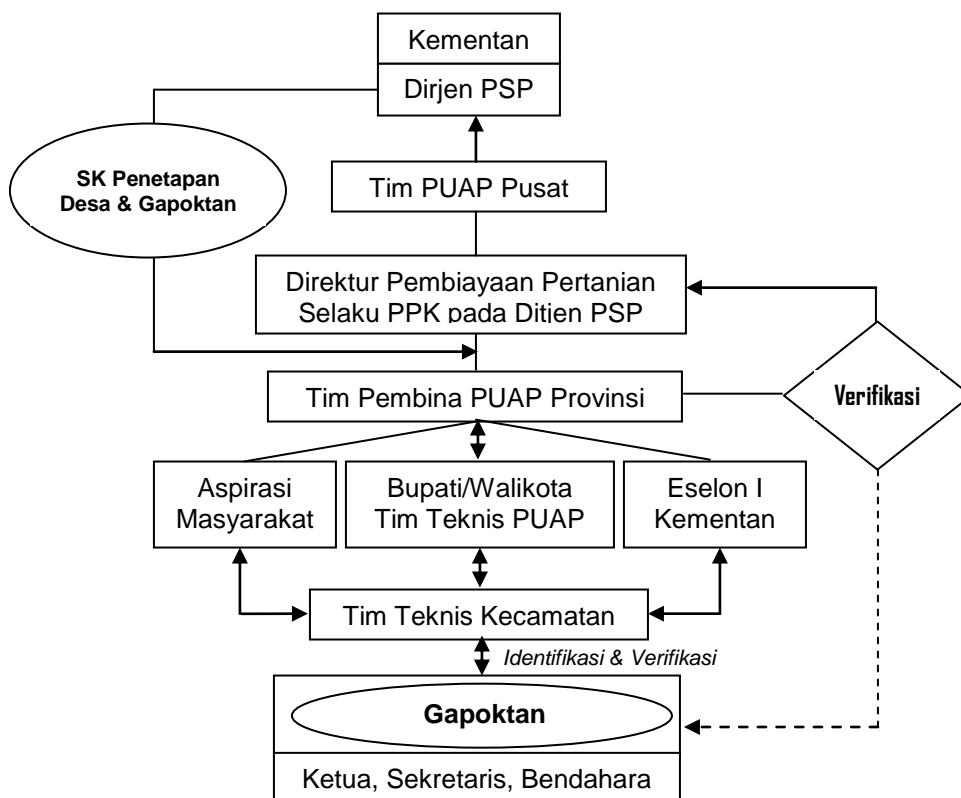 Kementan
Dirjen PSP
SK Penetapan
Desa & Gapoktan
Tim PUAP Pusat
Direktur Pembiayaan Pertanian
Selaku PPK pada Ditjen PSP
Tim Pembina PUAP Provinsi
Verifikasi
Aspirasi
Masyarakat
Bupati/Walikota
Tim Teknis PUAP
Eselon I
Kementan
Tim Teknis Kecamatan
Identifikasi & Verifikasi
Gapoktan
Ketua, Sekretaris, Bendahara